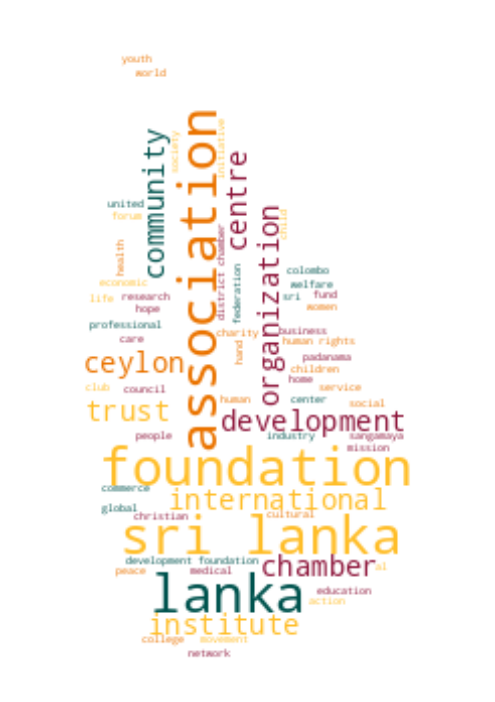 youth
world
association
community
society
initiative
centre
united
forum
organization
child
health
district chamber
federation
colombo
economic
welfare
life
research
sri
fund
hope
women
professional
charity
business
care
hand
human rights
ceylon
padanama
children
home
club
council
service
trust
human
center
social
development
people
industry
sangamaya
mission
foundation
commerce
international
global
christian
cultural
sri lanka
development foundation
chamber
peace
medical
lanka
education
action
institute
college
movement
network